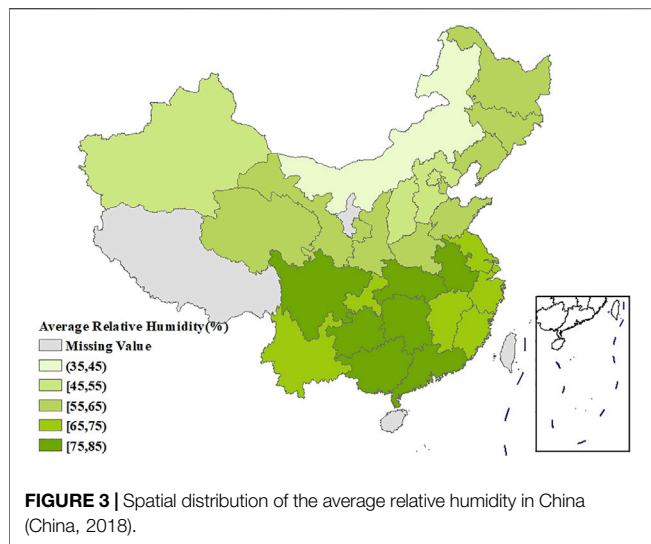 Average Relative Humidity(%)
Missing Value
(35,45)
[45,55)
[55,65)
[65,75)
[75,85)
FIGURE 3 | Spatial distribution of the average relative humidity in China
(China, 2018).